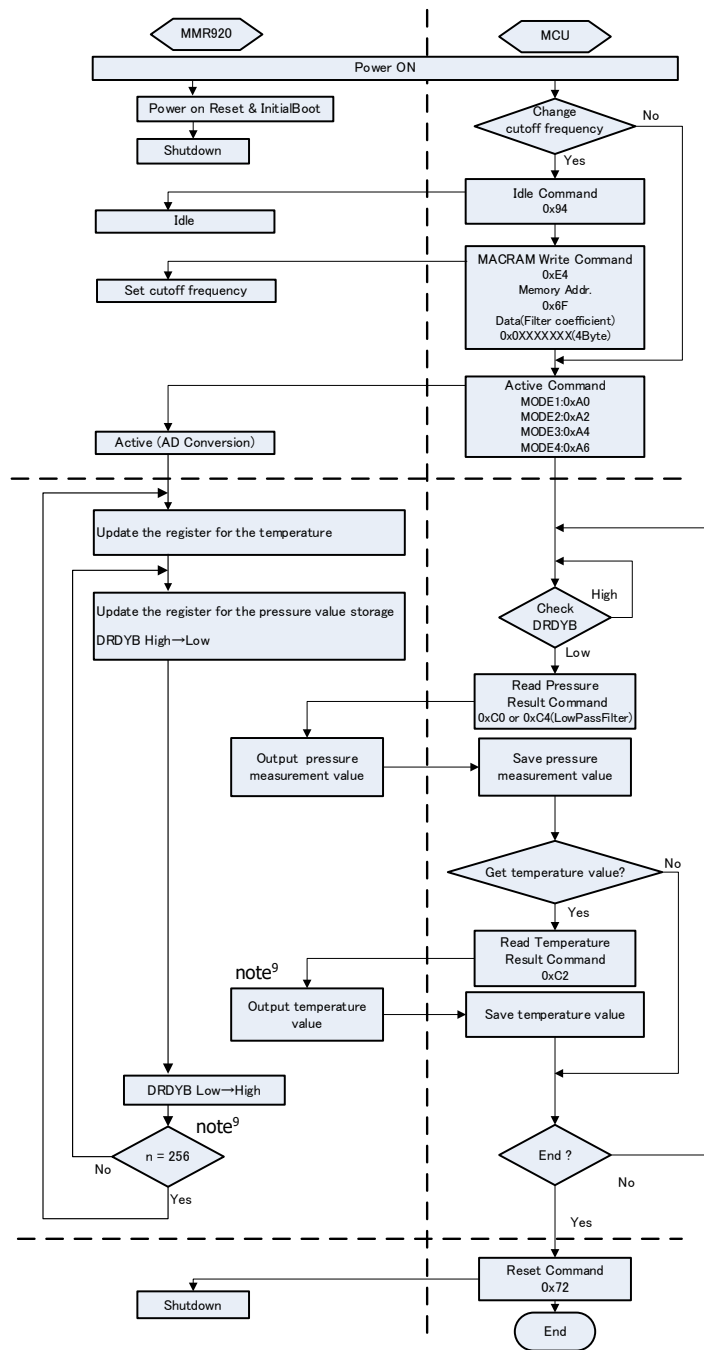 MMR920
MCU
Power ON
Power on Reset & InitialBoot
Shutdown
Change
cutoff frequency
No
Yes
Idle Command
0x94
Idle
MACRAM Write Command
0xE4
Memory Addr.
0x6F
Data(Filter coefficient)
0x0XXXXXXX(4Byte)
Set cutoff frequency
Active Command
MODE1:0xA0
MODE2:0xA2
MODE3:0xA4
MODE4:0xA6
Active (AD Conversion)
Update the register for the temperature
Update the register for the pressure value storage
DRDYB High→Low
High
Check
DRDYB
Low
Read Pressure
Result Command
0xC0 or 0xC4(LowPassFilter)
Output pressure
measurement value
Save pressure
measurement value
Get temperature value?
No
Yes
Read Temperature
Result Command
0xC2
note⁹
Output temperature
value
Save temperature value
DRDYB Low→High
note⁹
n = 256
No
Yes
End ?
No
Yes
Reset Command
0x72
Shutdown
End